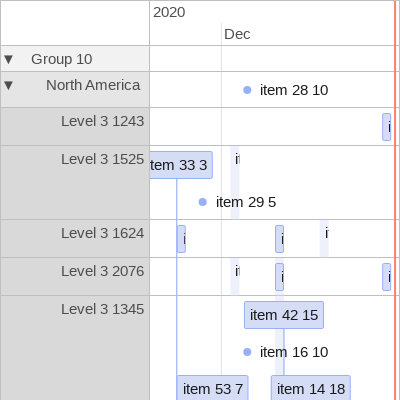 2020
Dec
▼ Group 10
▼ North America
item 28 10
Level 3 1243
i
Level 3 1525
tem 33 3
i
item 29 5
Level 3 1624
i
i
i
Level 3 2076
i
i
i
Level 3 1345
item 42 15
item 16 10
item 53 7
item 14 18